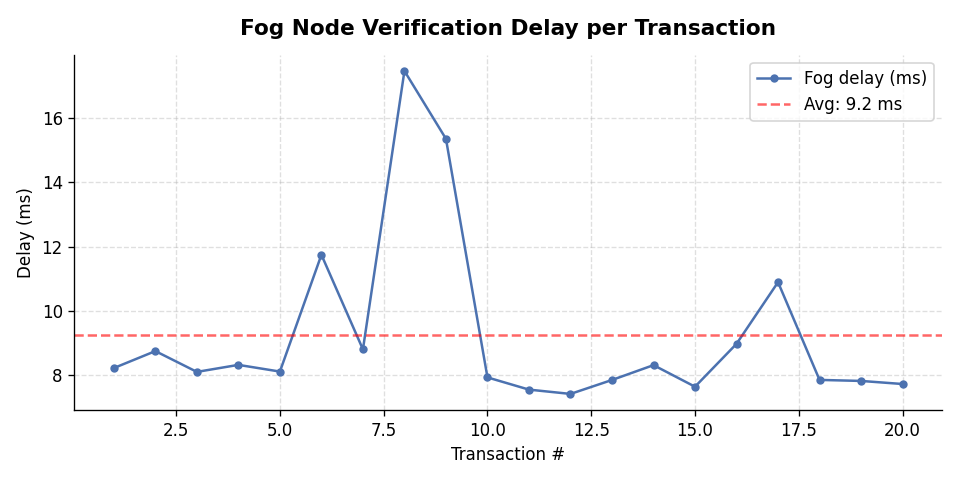 Fog Node Verification Delay per Transaction
Fog delay (ms)
Avg: 9.2 ms
Delay (ms)
16
14
12
10
8
2.5 5.0 7.5 10.0 12.5 15.0 17.5 20.0
Transaction #